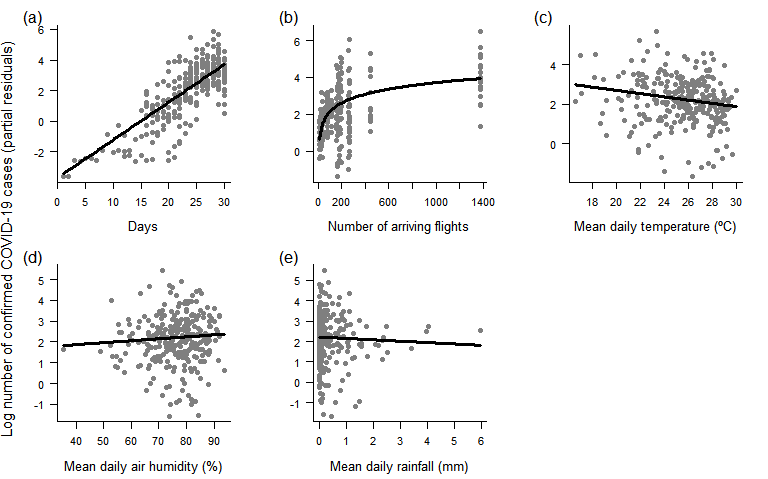 Log number of confirmed COVID-19 cases (partial residuals)
(a)
6
4
2
0
-2
0 5 10 15 20 25 30
Days
(b)
6
4
2
0
0 200 600 1000 1400
Number of arriving flights
(c)
4
2
0
18 20 22 24 26 28 30
Mean daily temperature (ºC)
(d)
5
4
3
2
1
0
-1
40 50 60 70 80 90
Mean daily air humidity (%)
(e)
5
4
3
2
1
0
-1
0 1 2 3 4 5 6
Mean daily rainfall (mm)